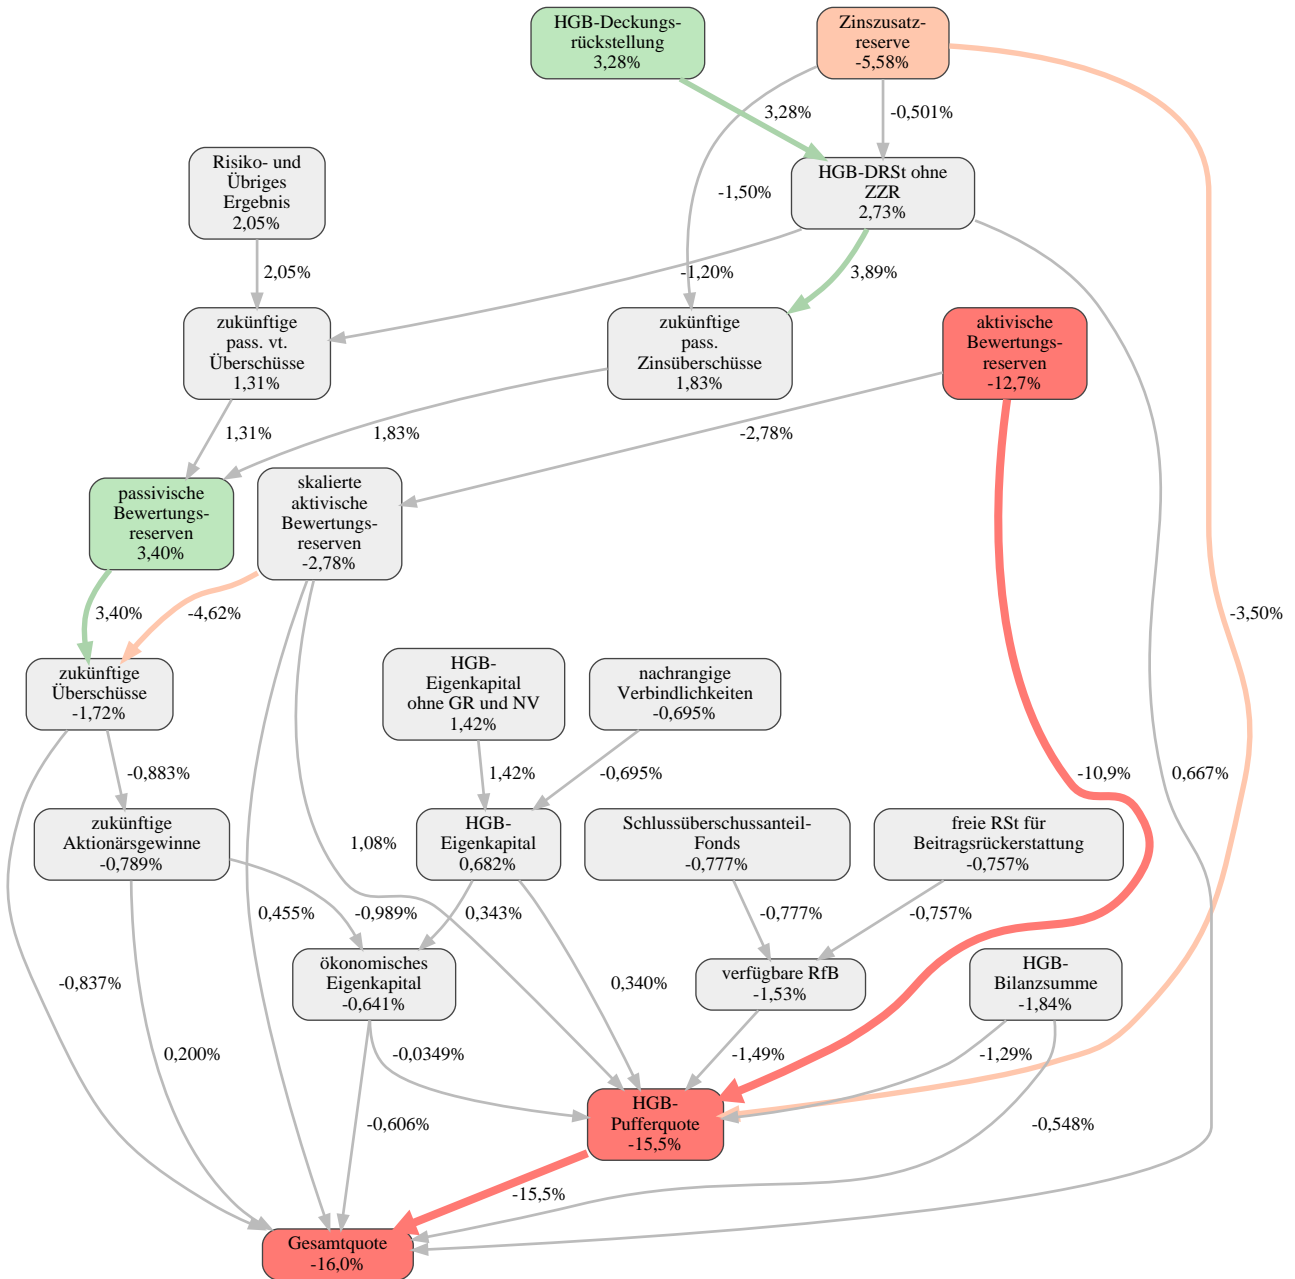 HGB-Deckungs-
rückstellung
3,28%
Zinszusatz-
reserve
-5,58%
3,28%
-0,501%
Risiko- und
Übriges
Ergebnis
2,05%
-1,50%
HGB-DRSt ohne
ZZR
2,73%
2,05%
-1,20%
3,89%
zukünftige
pass. vt.
Überschüsse
1,31%
zukünftige
pass.
Zinsüberschüsse
1,83%
aktivische
Bewertungs-
reserven
-12,7%
1,31%
1,83%
-2,78%
passivische
Bewertungs-
reserven
3,40%
skalierte
aktivische
Bewertungs-
reserven
-2,78%
3,40%
-4,62%
-3,50%
zukünftige
Überschüsse
-1,72%
HGB-
Eigenkapital
ohne GR und NV
1,42%
nachrangige
Verbindlichkeiten
-0,695%
-0,883%
1,42%
-0,695%
-10,9%
0,667%
zukünftige
Aktionärsgewinne
-0,789%
1,08%
HGB-
Eigenkapital
0,682%
Schlussüberschussanteil-
Fonds
-0,777%
freie RSt für
Beitragsrückerstattung
-0,757%
0,455%
-0,989%
0,343%
-0,777%
-0,757%
-0,837%
ökonomisches
Eigenkapital
-0,641%
0,340%
verfügbare RfB
-1,53%
HGB-
Bilanzsumme
-1,84%
0,200%
-0,0349%
-1,49%
-1,29%
-0,606%
HGB-
Pufferquote
-15,5%
-0,548%
-15,5%
Gesamtquote
-16,0%